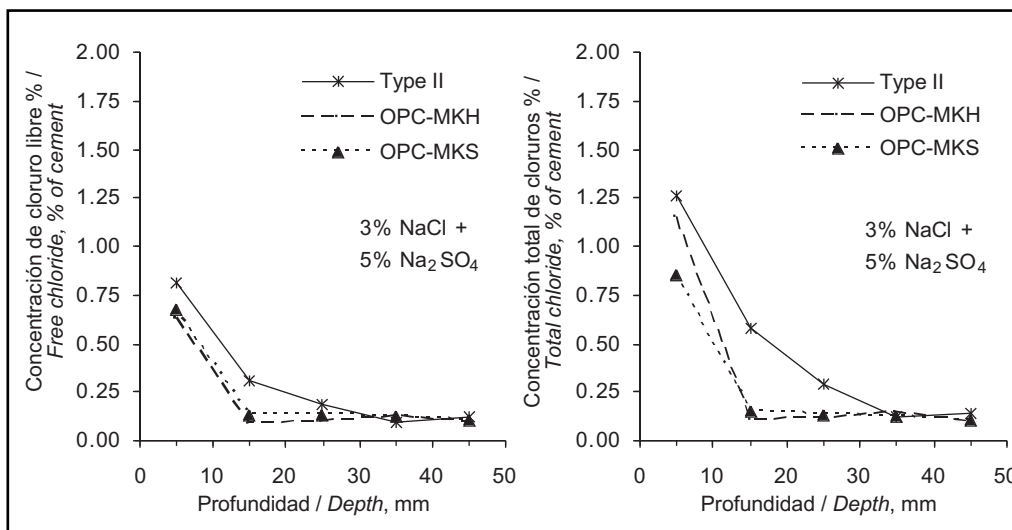 Concentración de cloruro libre % /
Free chloride, % of cement
2.00
1.75
1.50
1.25
1.00
0.75
0.50
0.25
0.00
Type II
OPC-MKH
OPC-MKS
3% NaCl +
5% Na₂SO₄
0 10 20 30 40 50
Profundidad / Depth, mm
Concentración total de cloruros % /
Total chloride, % of cement
2.00
1.75
1.50
1.25
1.00
0.75
0.50
0.25
0.00
Type II
OPC-MKH
OPC-MKS
3% NaCl +
5% Na₂SO₄
0 10 20 30 40 50
Profundidad / Depth, mm